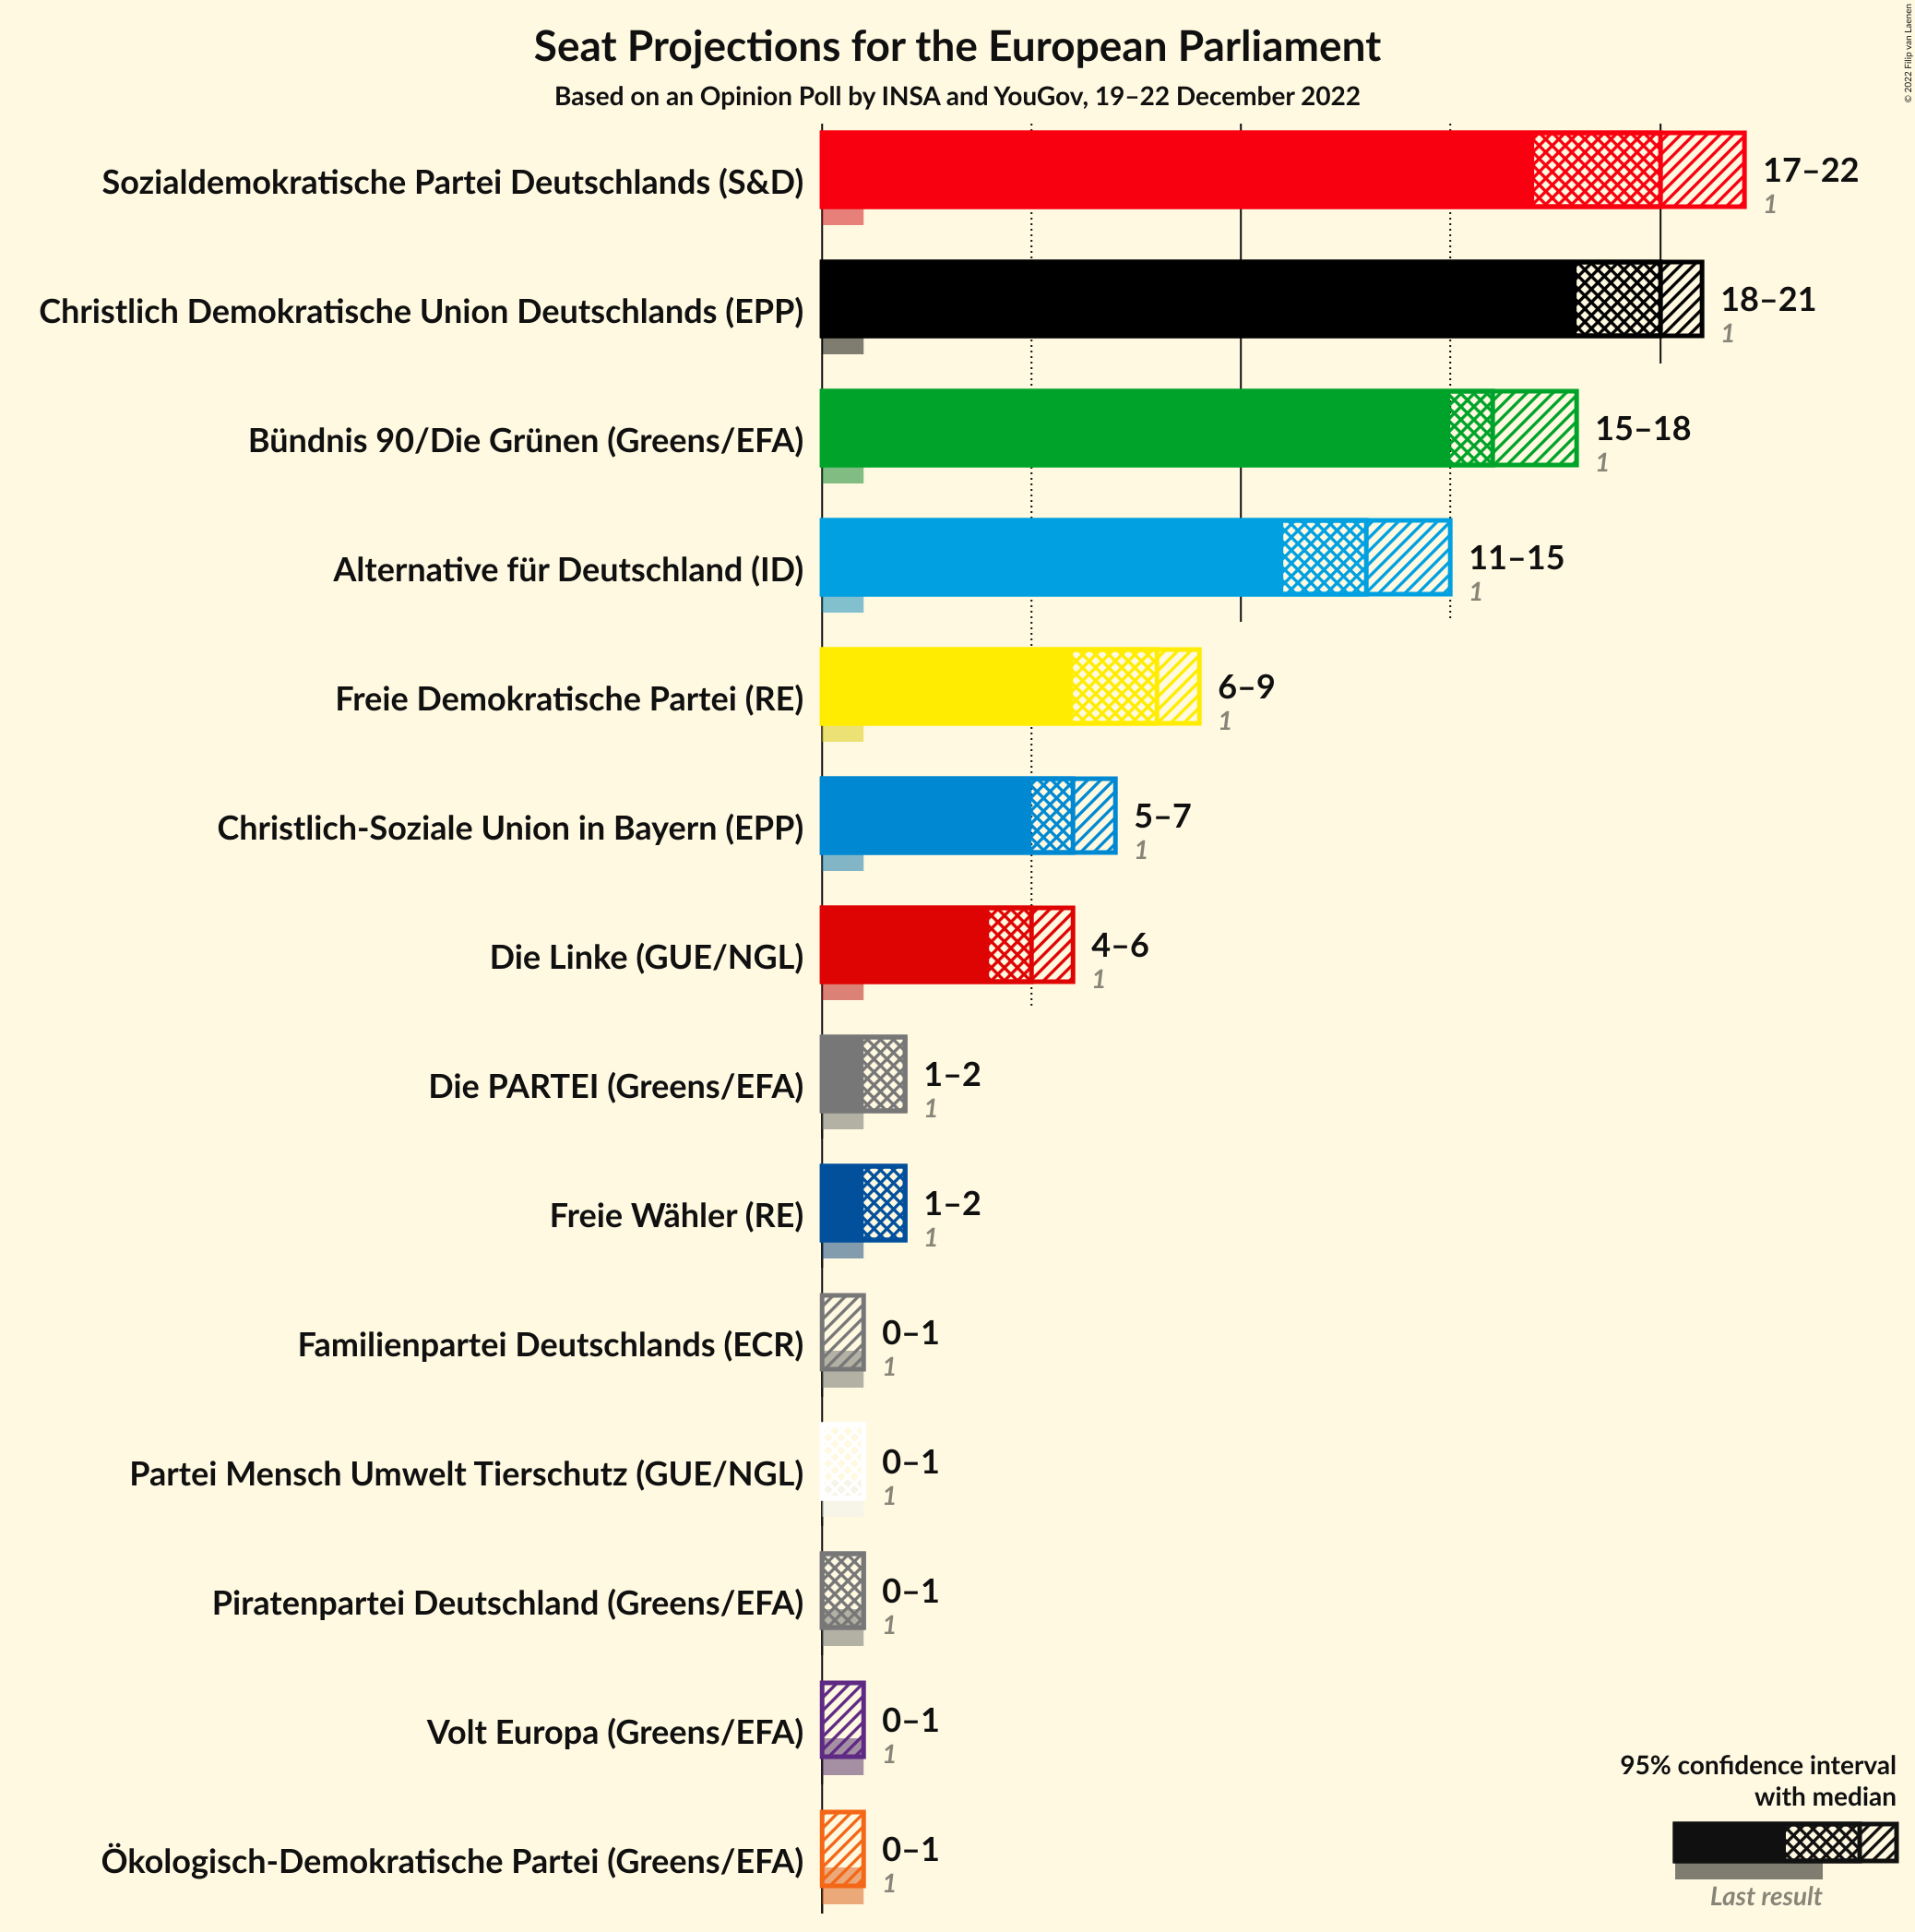 Seat Projections for the European Parliament
Based on an Opinion Poll by INSA and YouGov, 19–22 December 2022
© 2022 Filip van Laenen
Sozialdemokratische Partei Deutschlands (S&D)
17–22
1
Christlich Demokratische Union Deutschlands (EPP)
18–21
1
Bündnis 90/Die Grünen (Greens/EFA)
15–18
1
Alternative für Deutschland (ID)
11–15
1
Freie Demokratische Partei (RE)
6–9
1
Christlich-Soziale Union in Bayern (EPP)
5–7
1
Die Linke (GUE/NGL)
4–6
1
Die PARTEI (Greens/EFA)
1–2
1
Freie Wähler (RE)
1–2
1
Familienpartei Deutschlands (ECR)
0–1
1
Partei Mensch Umwelt Tierschutz (GUE/NGL)
0–1
1
Piratenpartei Deutschland (Greens/EFA)
0–1
1
Volt Europa (Greens/EFA)
0–1
1
Ökologisch-Demokratische Partei (Greens/EFA)
0–1
1
95% confidence interval
with median
Last result